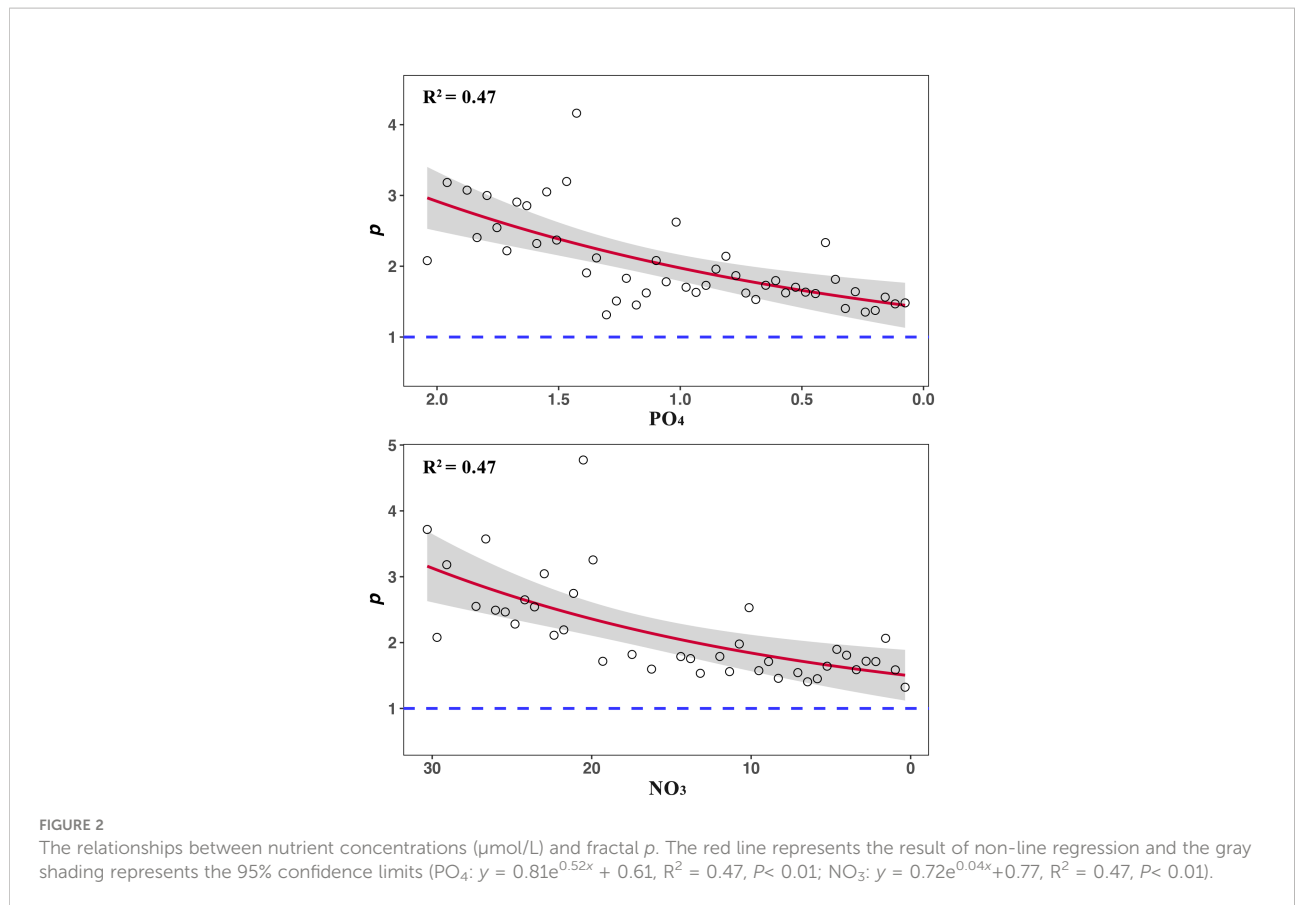 R² = 0.47
4
3
2
1
p
2.0 1.5 1.0 0.5 0.0
PO₄
R² = 0.47
5
4
3
2
1
p
30 20 10 0
NO₃
FIGURE 2
The relationships between nutrient concentrations (µmol/L) and fractal p. The red line represents the result of non-line regression and the gray
shading represents the 95% confidence limits (PO₄: y = 0.81e^0.52x + 0.61, R² = 0.47, P< 0.01; NO₃: y = 0.72e^0.04x+0.77, R² = 0.47, P< 0.01).